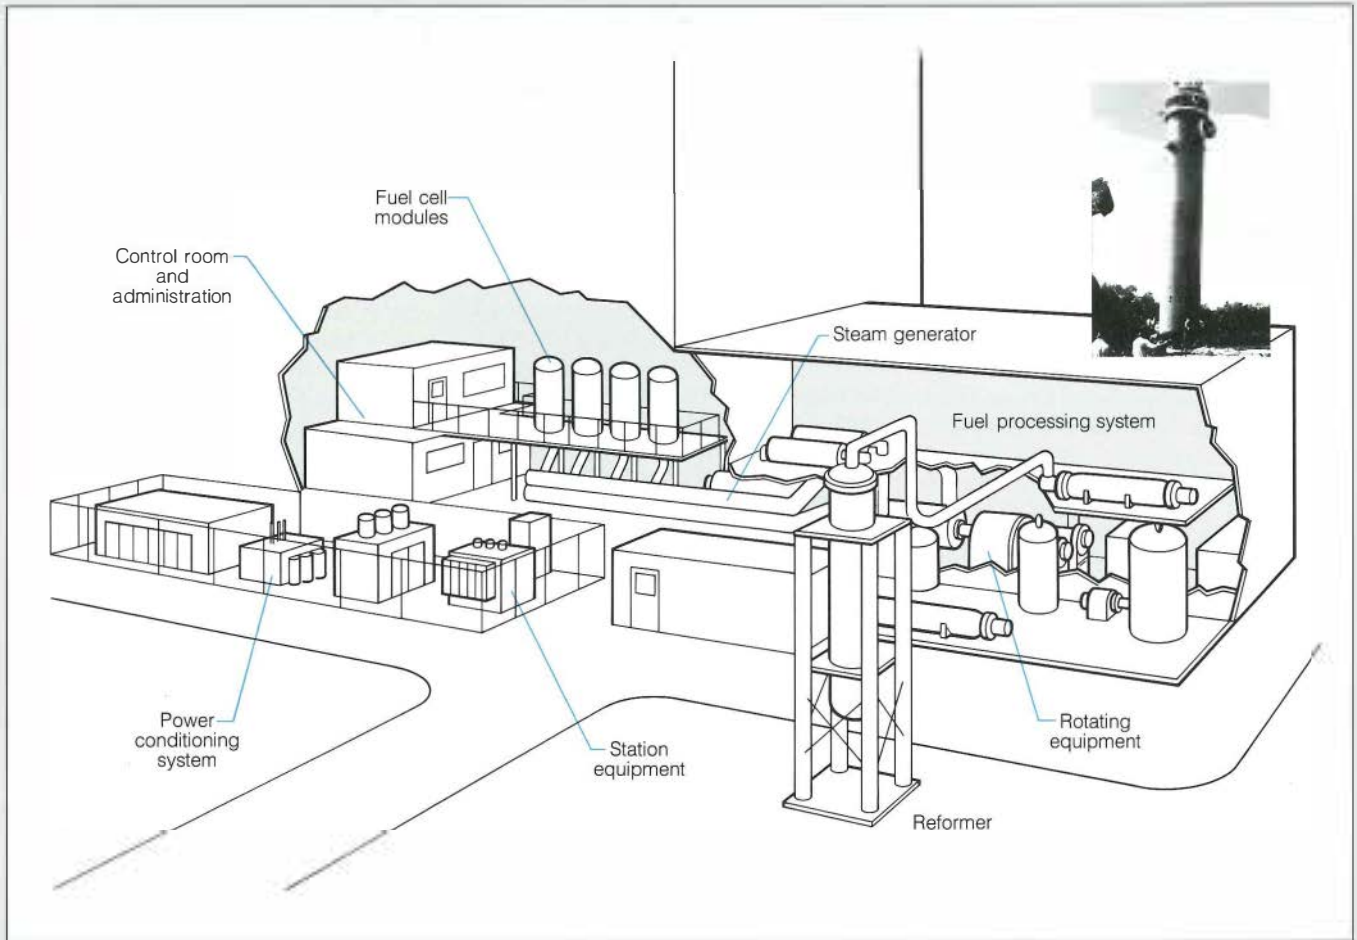 Fuel cell
modules
Control room
and
administration
Steam generator
Fuel processing system
Power
conditioning
system
Station
equipment
Rotating
equipment
Reformer